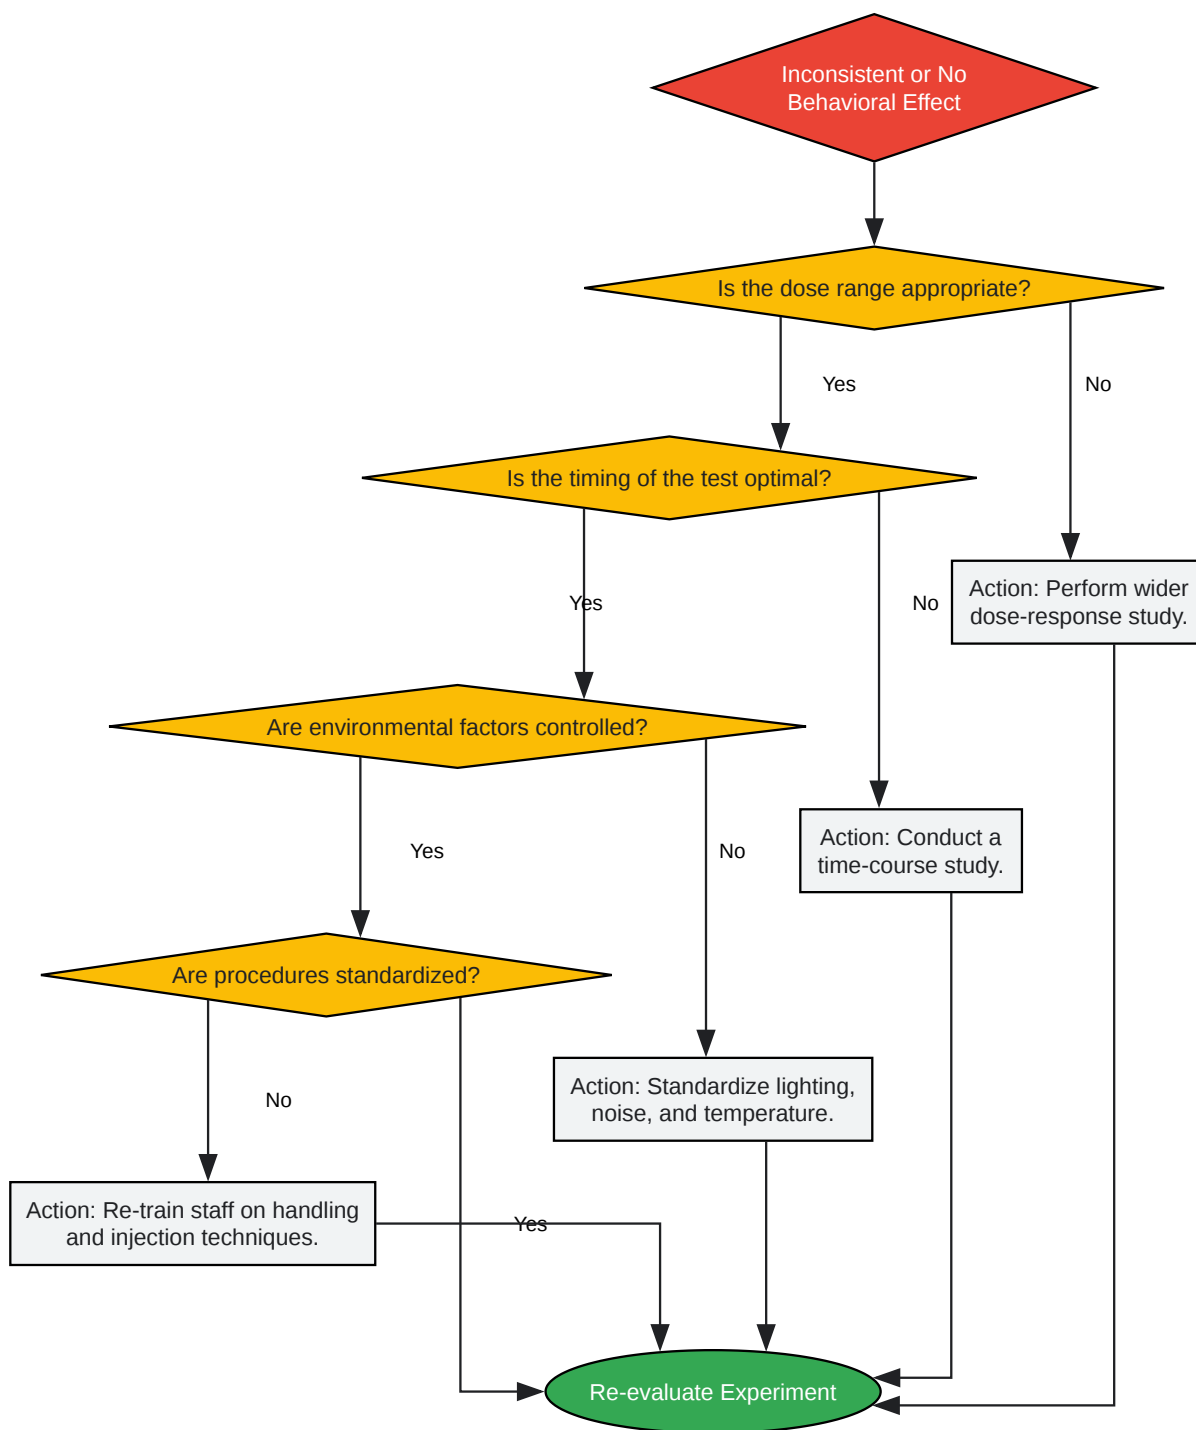 Inconsistent or No
Behavioral Effect
Is the dose range appropriate?
Yes
No
Is the timing of the test optimal?
Yes
No
Action: Perform wider
dose-response study.
Are environmental factors controlled?
Yes
No
Action: Conduct a
time-course study.
Are procedures standardized?
No
Action: Standardize lighting,
noise, and temperature.
Action: Re-train staff on handling
and injection techniques.
Yes
Re-evaluate Experiment